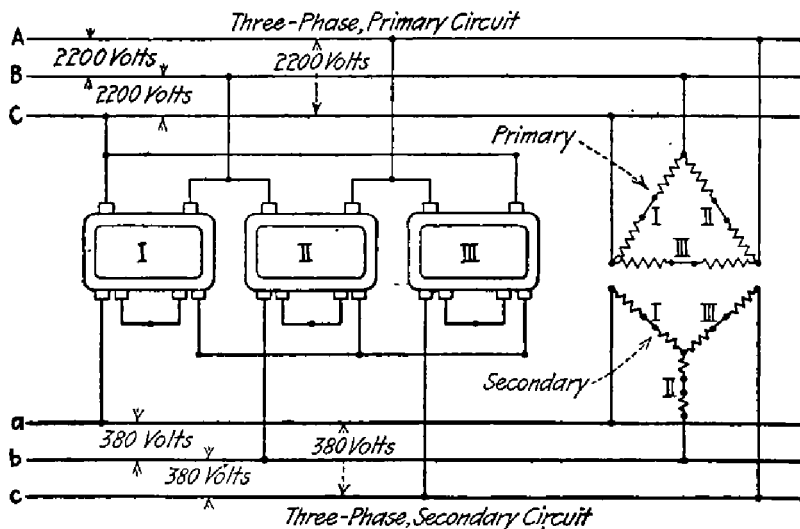 Three-Phase, Primary Circuit
A
2200 Volts
2200 Volts
B
2200 Volts
C
Primary
I
II
III
I
II
III
I
III
Secondary
II
a
380 Volts
380 Volts
b
380 Volts
c
Three-Phase, Secondary Circuit